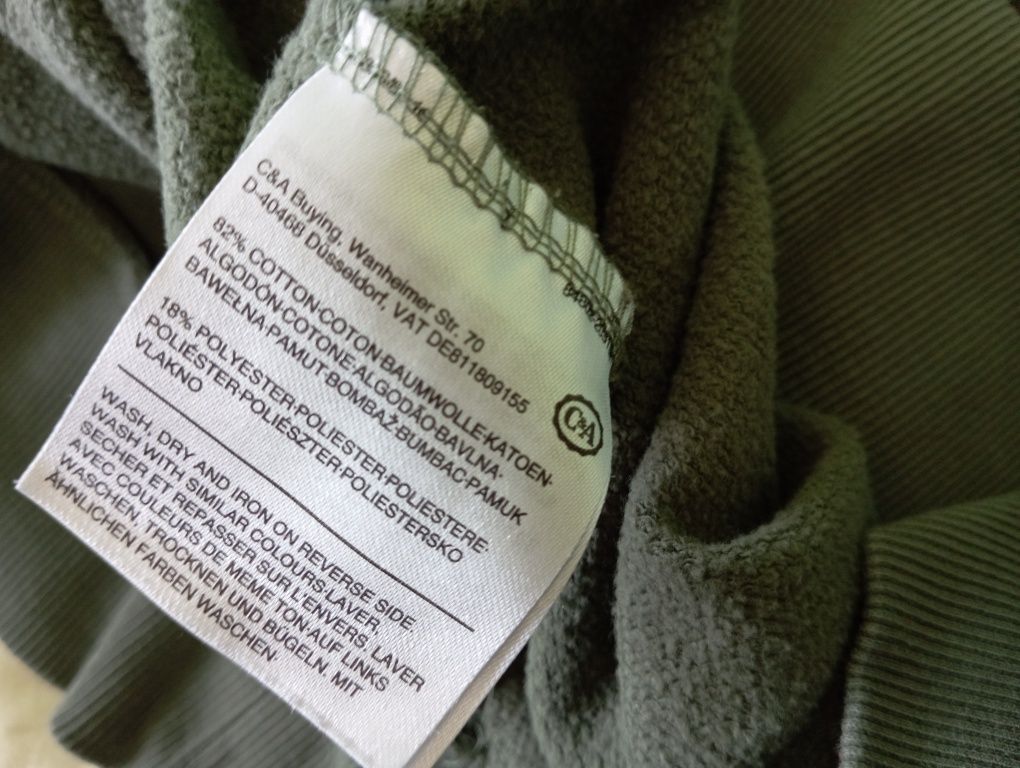 C&A Buying, Wanheimer Str. 70
D-40468 Düsseldorf, VAT DE811809155
C&A
82% COTTON·COTON·BAUMWOLLE·KATOEN·
ALGODÓN·COTONE·ALGODÃO·BAVLNA·
BAWEŁNA·PAMUT·BOMBAŽ·BUMBAC·PAMUK
18% POLYESTER·POLIESTER·POLIESTERE·
POLIÉSTER·POLIÉSZTER·POLIESTERSKO
VLAKNO
WASH, DRY AND IRON ON REVERSE SIDE.
WASH WITH SIMILAR COLOURS·LAVER,
SECHER ET REPASSER SUR L'ENVERS. LAVER
AVEC COULEURS DE MEME TON·AUF LINKS
WASCHEN, TROCKNEN UND BÜGELN. MIT
ÄHNLICHEN FARBEN WASCHEN·